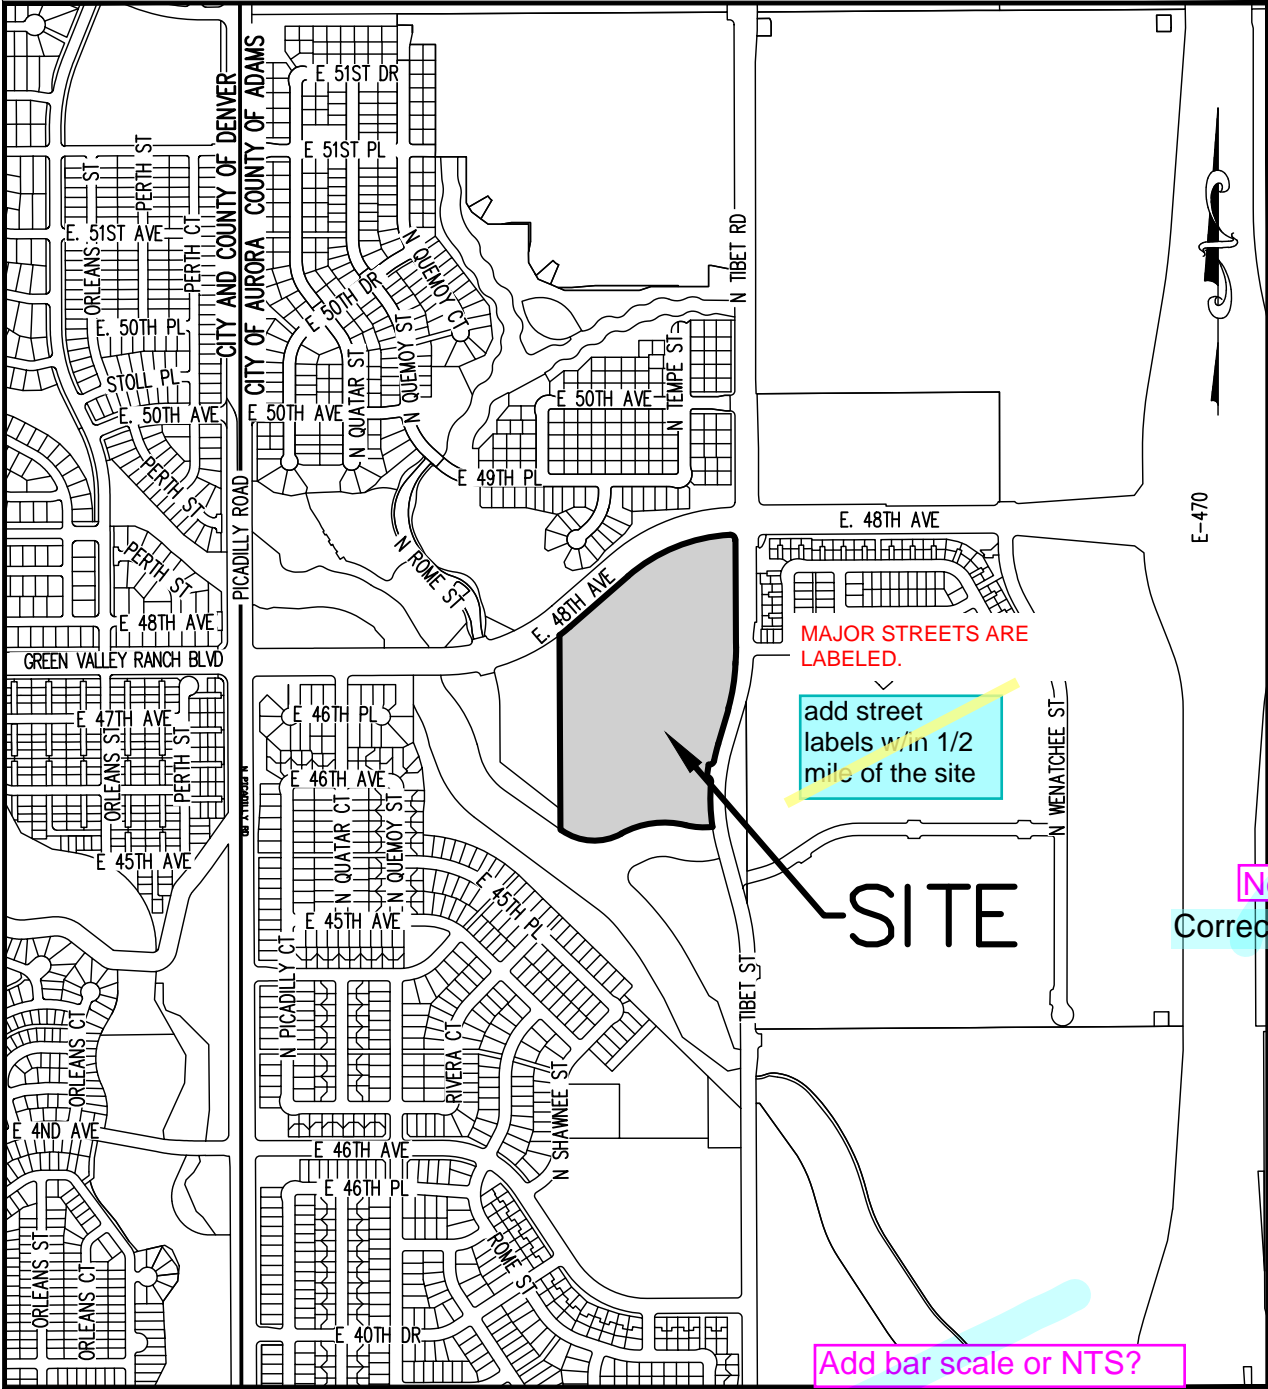 E 51ST DR
CITY AND COUNTY OF DENVER
CITY OF AURORA COUNTY OF ADAMS
E 51ST PL
PERTH ST
ORLEANS ST
E. 51ST AVE
PERTH CT
N QUEMOY CT
N TIBET RD
E 50TH DR
E. 50TH PL
N QUEMOY ST
N QUATAR ST
N TEMPE ST
STOLL PL
E. 50TH AVE
E 50TH AVE
E 50TH AVE
PERTH ST
E 49TH PL
PICADILLY ROAD
E. 48TH AVE
E-470
N ROME ST
PERTH ST
E. 48TH AVE
E 48TH AVE
GREEN VALLEY RANCH BLVD
MAJOR STREETS ARE
LABELED.
add street
labels w/in 1/2
mile of the site
E 47TH AVE
E 46TH PL
ORLEANS ST
PERTH ST
E 46TH AVE
N PICADILLY RD
N WENATCHEE ST
N QUATAR CT
N QUEMOY ST
E 45TH AVE
E 45TH PL
SITE
E 45TH AVE
Correc
N PICADILLY CT
TIBET ST
ORLEANS CT
RIVERA CT
N SHAWNEE ST
E 4ND AVE
E 46TH AVE
E 46TH PL
ROME ST
ORLEANS ST
ORLEANS CT
E 40TH DR
Add bar scale or NTS?